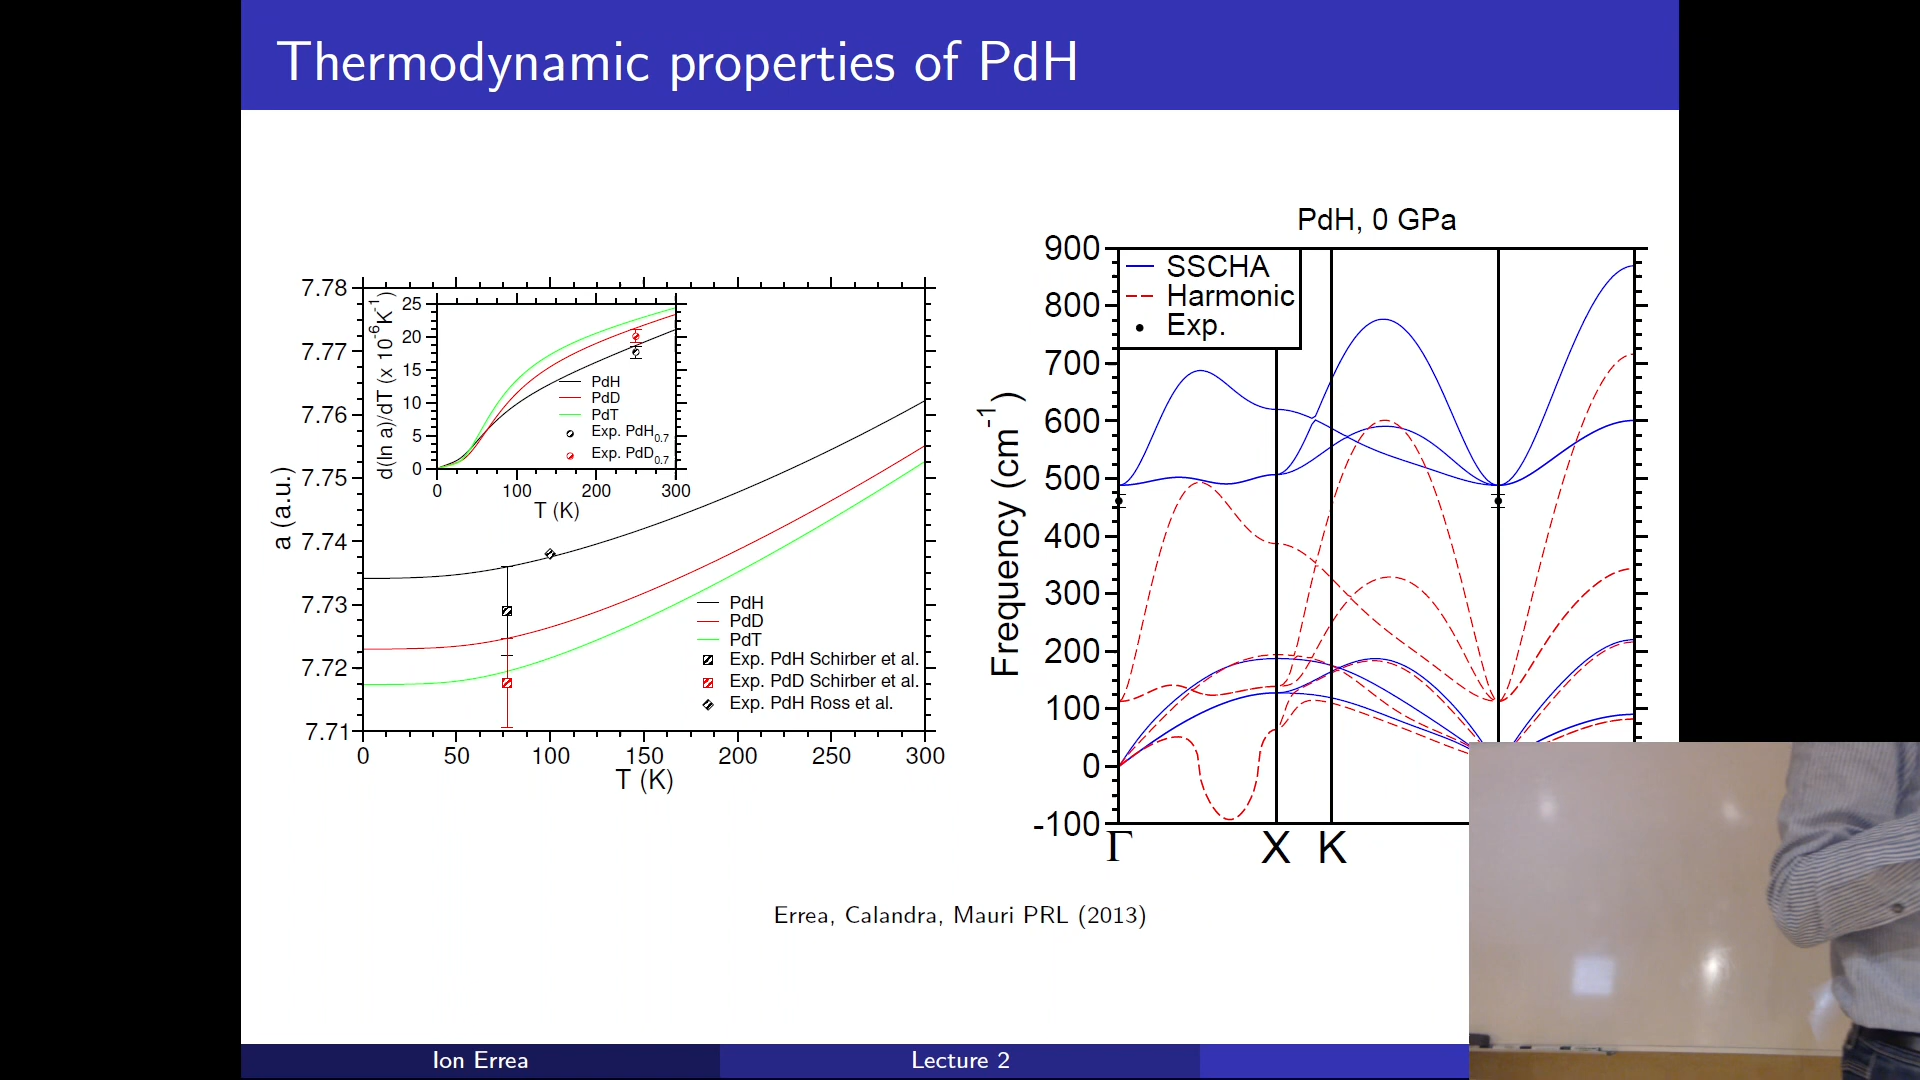 Thermodynamic properties of PdH
7.78
7.77
7.76
7.75
7.74
7.73
7.72
7.71
a (a.u.)
0 50 100 150 200 250 300
T (K)
25
20
15
10
5
0
d(ln a)/dT (x 10-6K-1)
0 100 200 300
T (K)
PdH
PdD
PdT
Exp. PdH0.7
Exp. PdD0.7
PdH
PdD
PdT
Exp. PdH Schirber et al.
Exp. PdD Schirber et al.
Exp. PdH Ross et al.
PdH, 0 GPa
900
800
700
600
500
400
300
200
100
0
-100
Frequency (cm-1)
SSCHA
Harmonic
Exp.
Γ X K
Errea, Calandra, Mauri PRL (2013)
Ion Errea Lecture 2